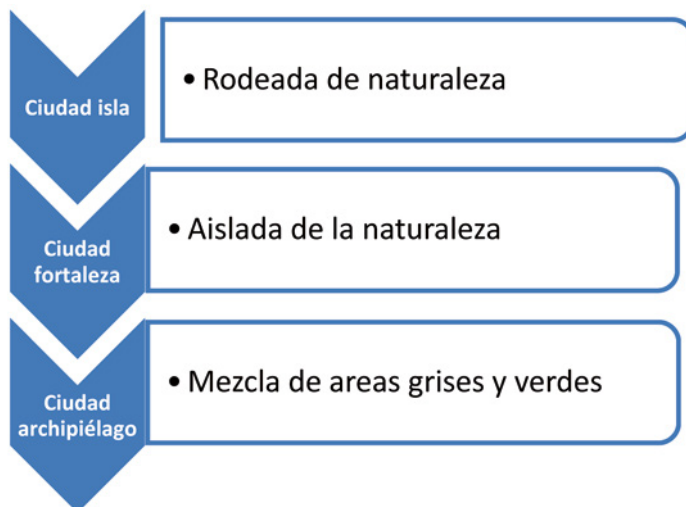 Ciudad isla
• Rodeada de naturaleza
Ciudad
fortaleza
• Aislada de la naturaleza
Ciudad
archipiélago
• Mezcla de areas grises y verdes